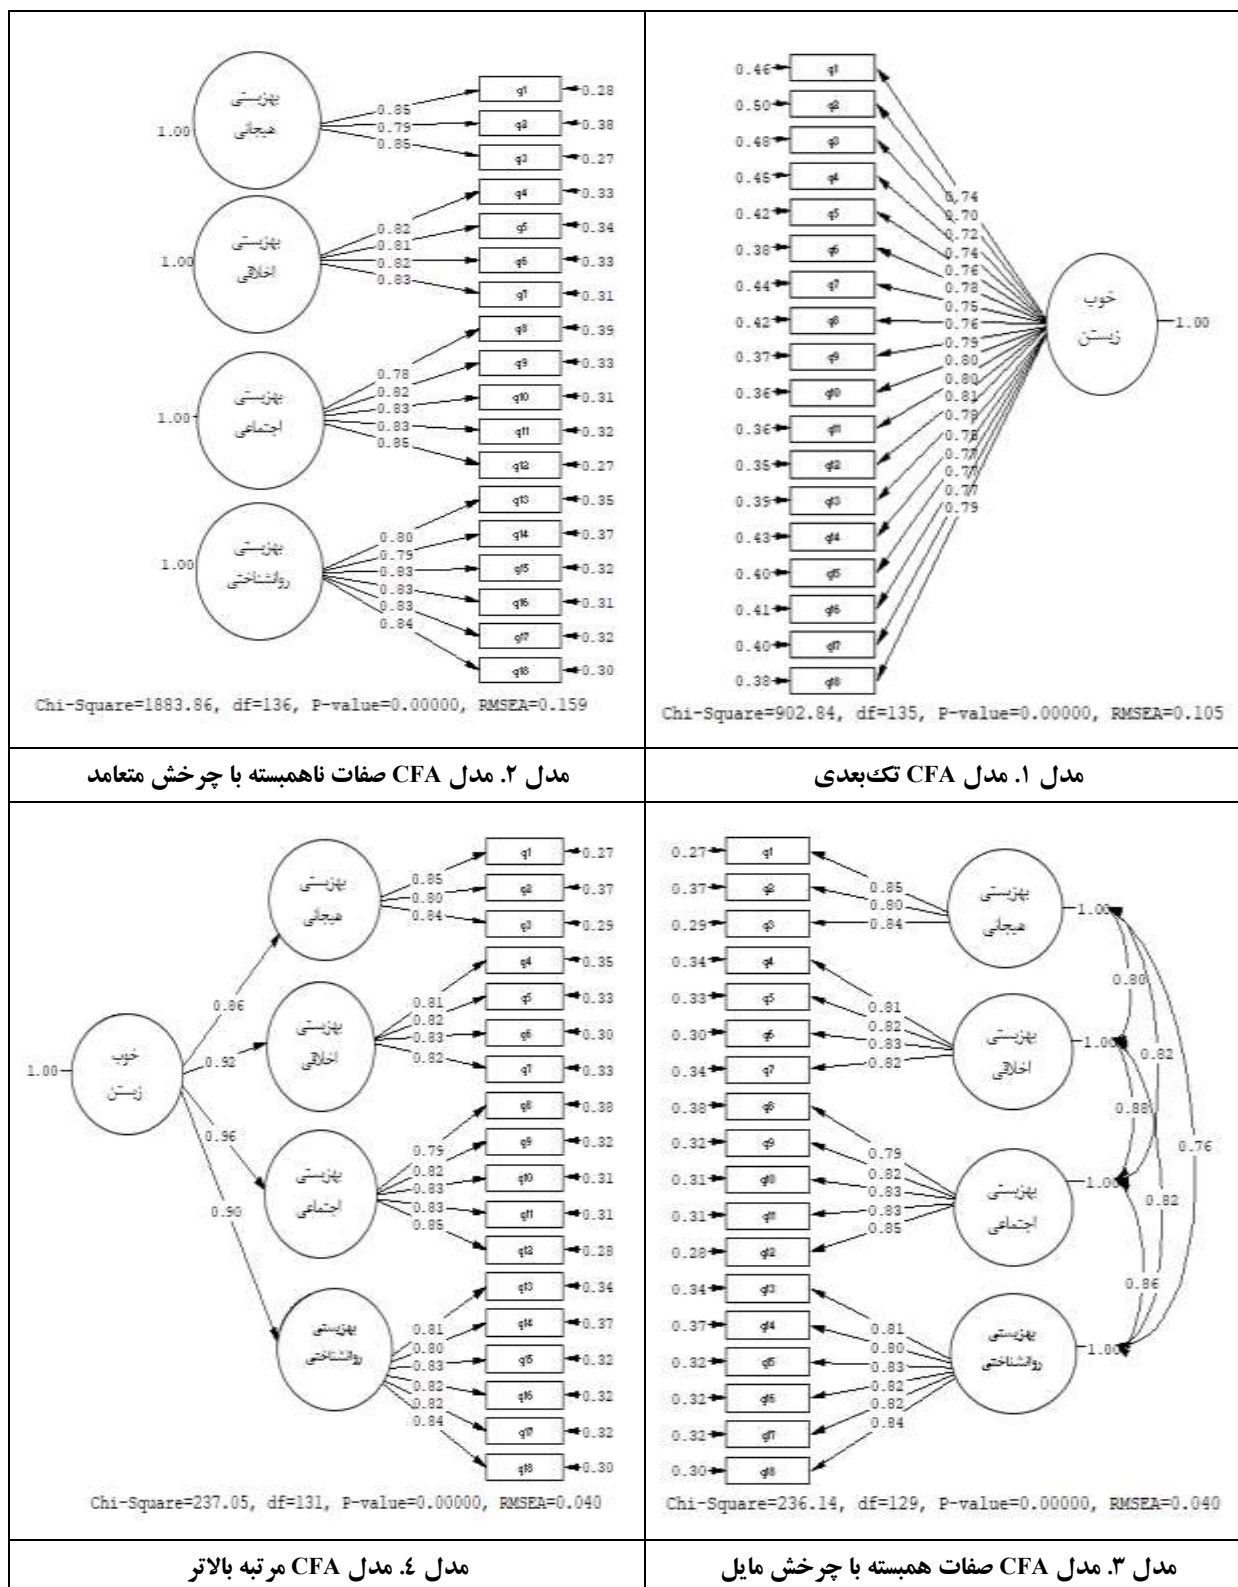 0.46 q1
0.50 q2
0.48 q3
0.45 q4
0.42 q5
0.38 q6
0.44 q7
0.42 q8
0.37 q9
0.36 q10
0.36 q11
0.35 q12
0.39 q13
0.43 q14
0.40 q15
0.41 q16
0.40 q17
0.38 q18
0.74
0.70
0.72
0.74
0.76
0.78
0.75
0.76
0.79
0.80
0.80
0.81
0.78
0.76
0.77
0.77
0.77
0.79
خوب
زیستن
1.00
Chi-Square=902.84, df=135, P-value=0.00000, RMSEA=0.105
مدل ۱. مدل CFA تک‌بعدی
بهزیستی
هیجانی
1.00
بهزیستی
اخلاقی
1.00
بهزیستی
اجتماعی
1.00
بهزیستی
روانشناختی
1.00
0.85
0.79
0.85
0.82
0.81
0.82
0.83
0.78
0.82
0.83
0.83
0.85
0.80
0.79
0.83
0.83
0.83
0.84
q1 0.28
q2 0.38
q3 0.27
q4 0.33
q5 0.34
q6 0.33
q7 0.31
q8 0.39
q9 0.33
q10 0.31
q11 0.32
q12 0.27
q13 0.35
q14 0.37
q15 0.32
q16 0.31
q17 0.32
q18 0.30
Chi-Square=1883.86, df=136, P-value=0.00000, RMSEA=0.159
مدل ۲. مدل CFA صفات ناهمبسته با چرخش متعامد
0.27 q1
0.37 q2
0.29 q3
0.34 q4
0.33 q5
0.30 q6
0.34 q7
0.38 q8
0.32 q9
0.31 q10
0.31 q11
0.28 q12
0.34 q13
0.37 q14
0.32 q15
0.32 q16
0.32 q17
0.30 q18
0.85
0.80
0.84
0.81
0.82
0.83
0.82
0.79
0.82
0.83
0.83
0.85
0.81
0.80
0.83
0.82
0.82
0.84
بهزیستی
هیجانی
1.00
بهزیستی
اخلاقی
1.00
بهزیستی
اجتماعی
1.00
بهزیستی
روانشناختی
1.00
0.80
0.82
0.88
0.76
0.82
0.86
Chi-Square=236.14, df=129, P-value=0.00000, RMSEA=0.040
مدل ۳. مدل CFA صفات همبسته با چرخش مایل
1.00
خوب
زیستن
0.86
0.92
0.96
0.90
بهزیستی
هیجانی
بهزیستی
اخلاقی
بهزیستی
اجتماعی
بهزیستی
روانشناختی
0.85
0.80
0.84
0.81
0.82
0.83
0.82
0.79
0.82
0.83
0.83
0.85
0.81
0.80
0.83
0.82
0.82
0.84
q1 0.27
q2 0.37
q3 0.29
q4 0.35
q5 0.33
q6 0.30
q7 0.33
q8 0.38
q9 0.32
q10 0.31
q11 0.31
q12 0.28
q13 0.34
q14 0.37
q15 0.32
q16 0.32
q17 0.32
q18 0.30
Chi-Square=237.05, df=131, P-value=0.00000, RMSEA=0.040
مدل ٤. مدل CFA مرتبه بالاتر